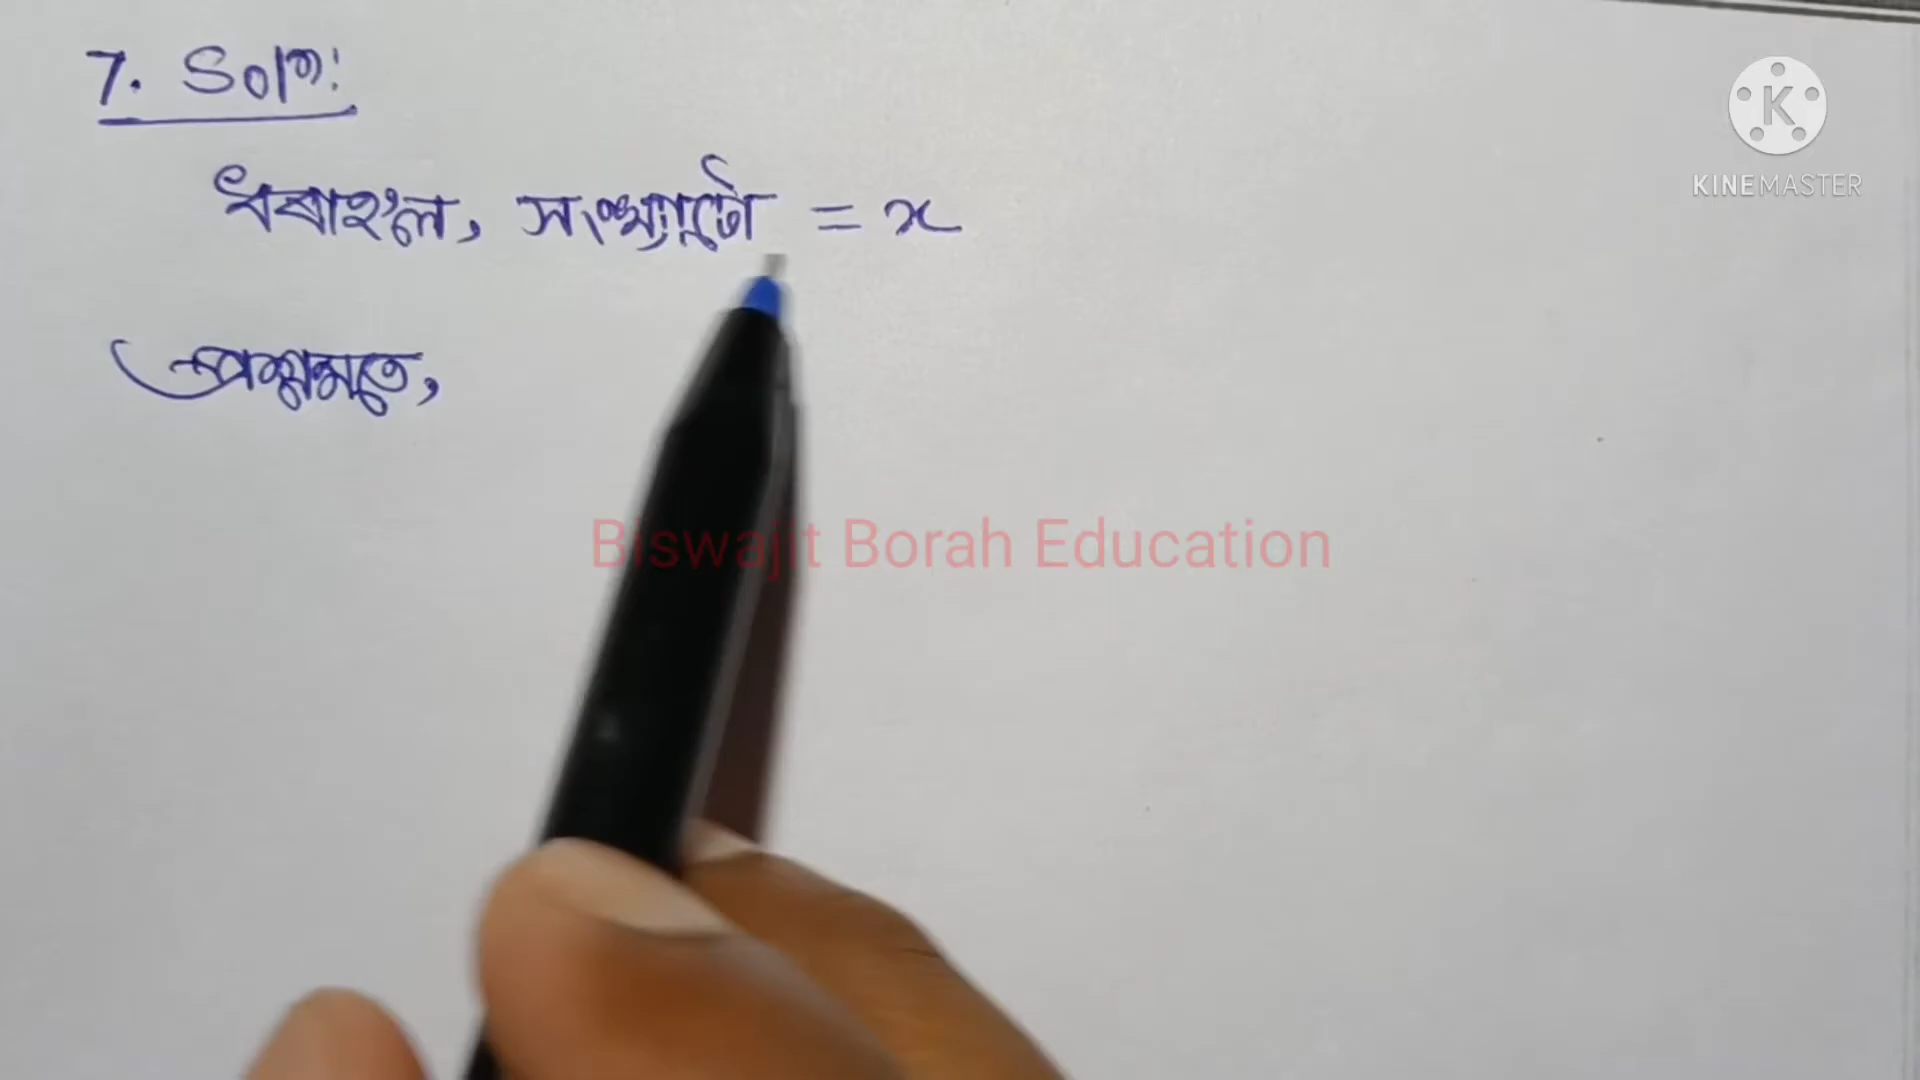 7. Soln:
ধৰাহ'ল, সংখ্যাটো = x
প্ৰশ্নমতে,
Biswajit Borah Education
K
KINEMASTER